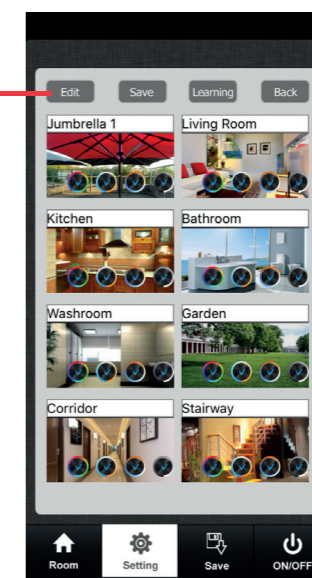 Edit Save Learning Back
Jumbrella 1 Living Room
Kitchen Bathroom
Washroom Garden
Corridor Stairway
Room Setting Save ON/OFF